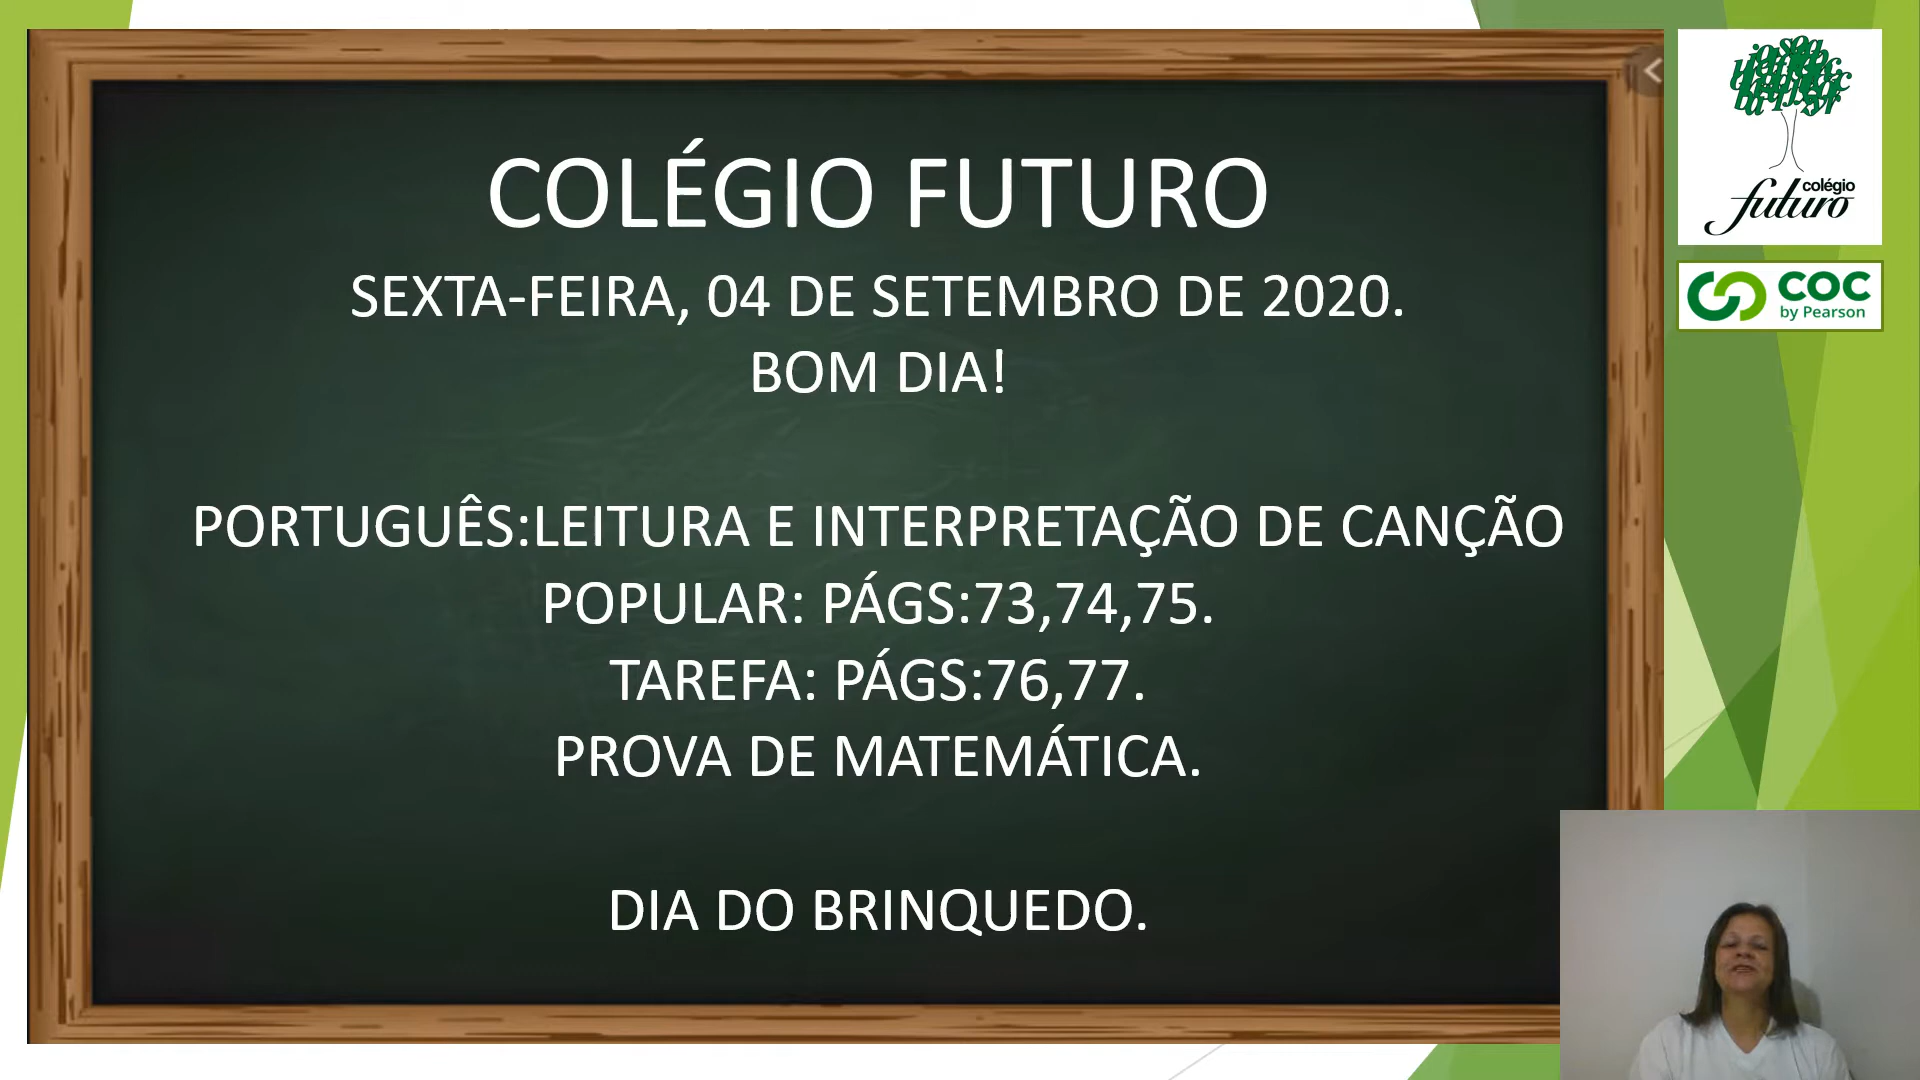 COLÉGIO FUTURO
SEXTA-FEIRA, 04 DE SETEMBRO DE 2020.
BOM DIA!
PORTUGUÊS:LEITURA E INTERPRETAÇÃO DE CANÇÃO
POPULAR: PÁGS:73,74,75.
TAREFA: PÁGS:76,77.
PROVA DE MATEMÁTICA.
DIA DO BRINQUEDO.
colégio
futuro
COC
by Pearson